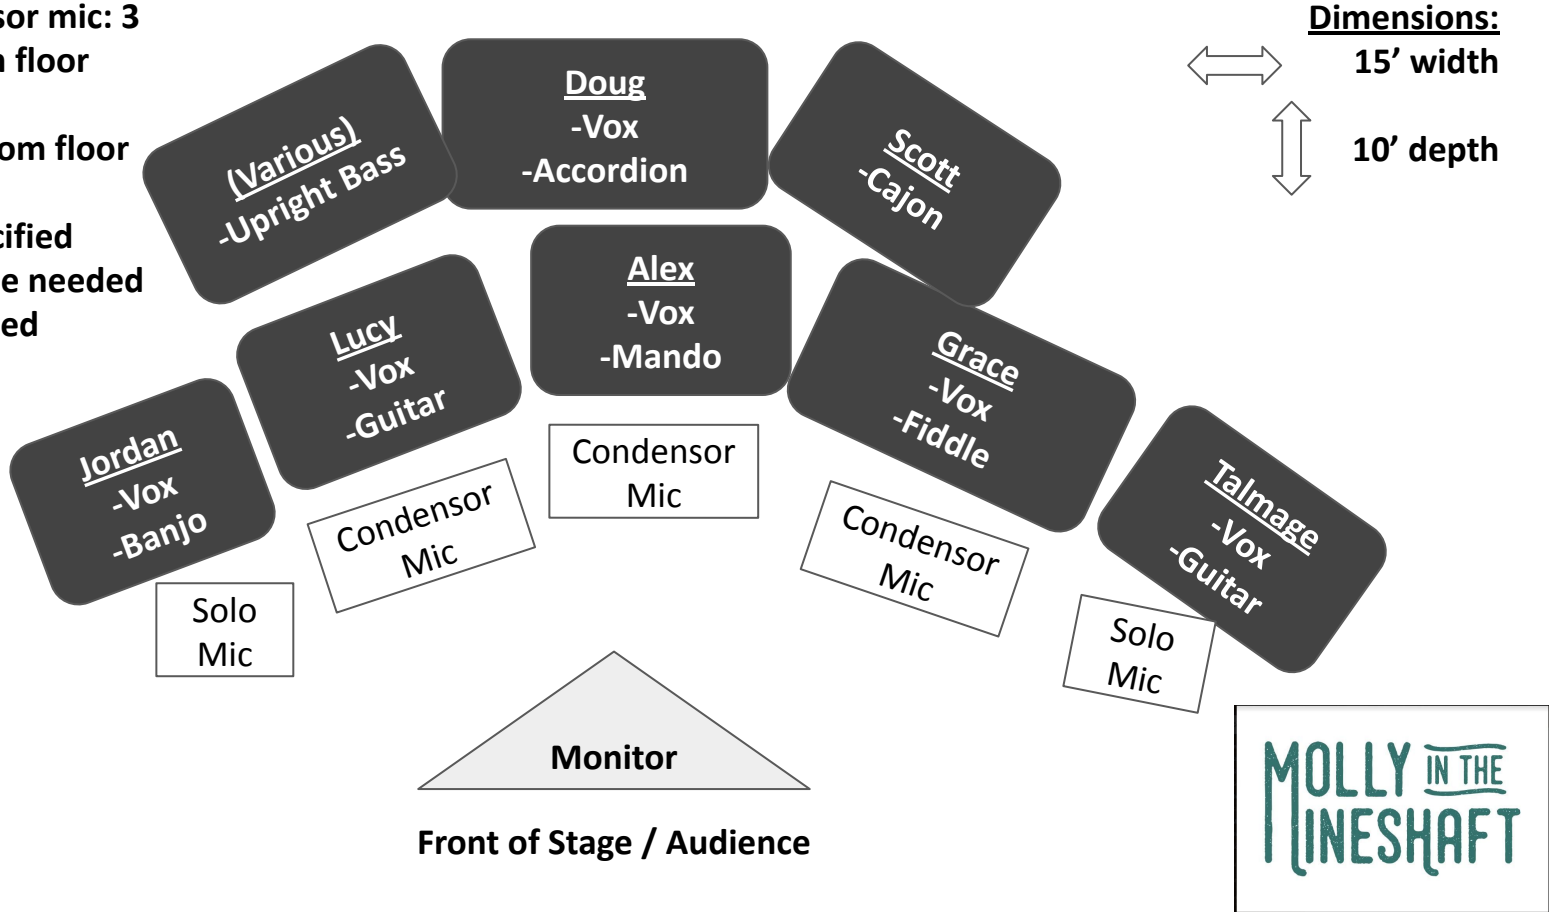 sor mic: 3
floor
om floor
cified
e needed
ed
Dimensions:
15’ width
10’ depth
(Various)
-Upright Bass
Doug
-Vox
-Accordion
Scott
-Cajon
Jordan
-Vox
-Banjo
Lucy
-Vox
-Guitar
Alex
-Vox
-Mando
Grace
-Vox
-Fiddle
Talmage
-Vox
-Guitar
Solo
Mic
Condensor
Mic
Condensor
Mic
Condensor
Mic
Solo
Mic
Monitor
Front of Stage / Audience
MOLLY IN THE
MINESHAFT